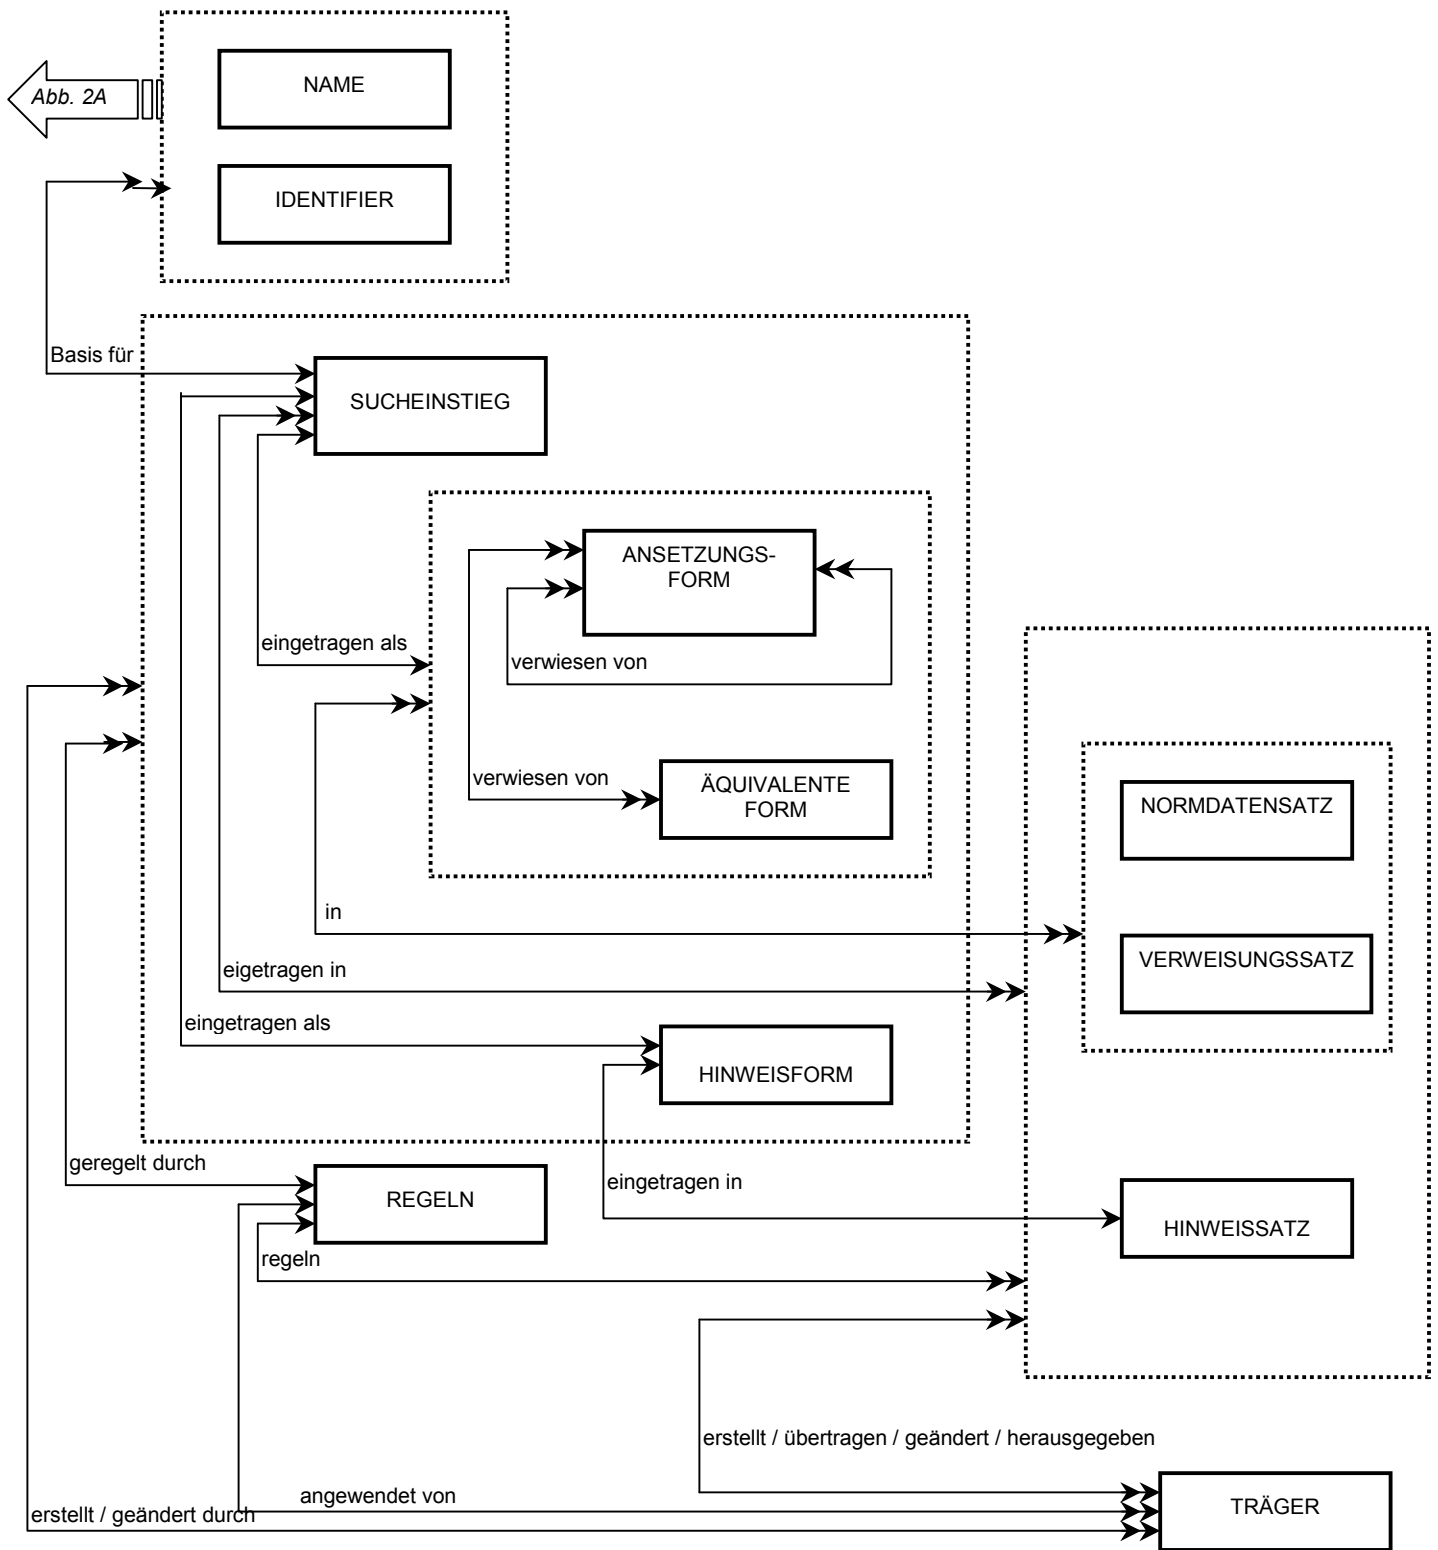 NAME
Abb. 2A
IDENTIFIER
Basis für
SUCHEINSTIEG
ANSETZUNGS-
FORM
eingetragen als
verwiesen von
verwiesen von
ÄQUIVALENTE
FORM
NORMDATENSATZ
in
VERWEISUNGSSATZ
eigetragen in
eingetragen als
HINWEISFORM
geregelt durch
REGELN
eingetragen in
HINWEISSATZ
regeln
erstellt / übertragen / geändert / herausgegeben
angewendet von
TRÄGER
erstellt / geändert durch